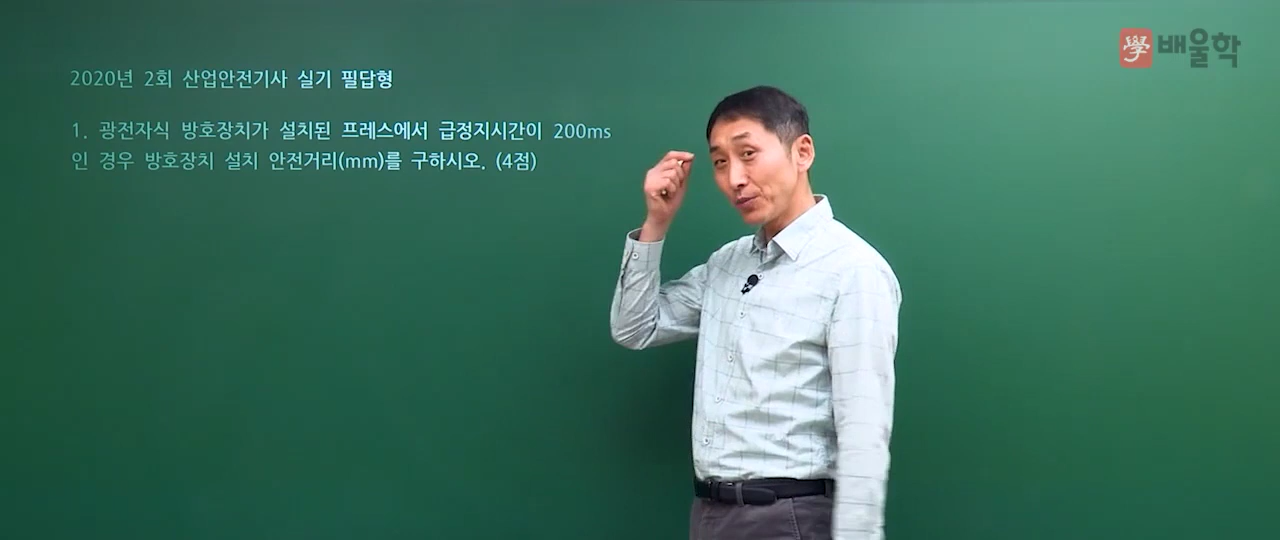 學 배울학
2020년 2회 산업안전기사 실기 필답형
1. 광전자식 방호장치가 설치된 프레스에서 급정지시간이 200ms
인 경우 방호장치 설치 안전거리(mm)를 구하시오. (4점)